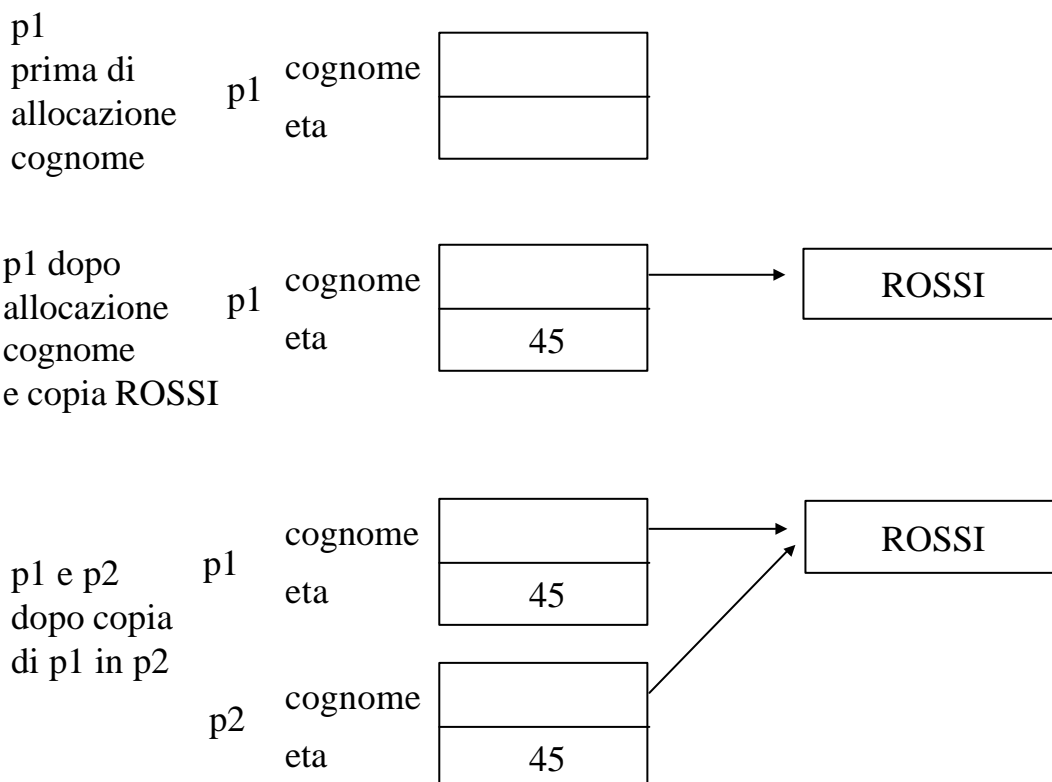 p1
prima di
allocazione
cognome
p1
cognome
eta
p1 dopo
allocazione
cognome
e copia ROSSI
p1
cognome
eta
45
ROSSI
p1 e p2
dopo copia
di p1 in p2
p1
cognome
eta
45
ROSSI
p2
cognome
eta
45